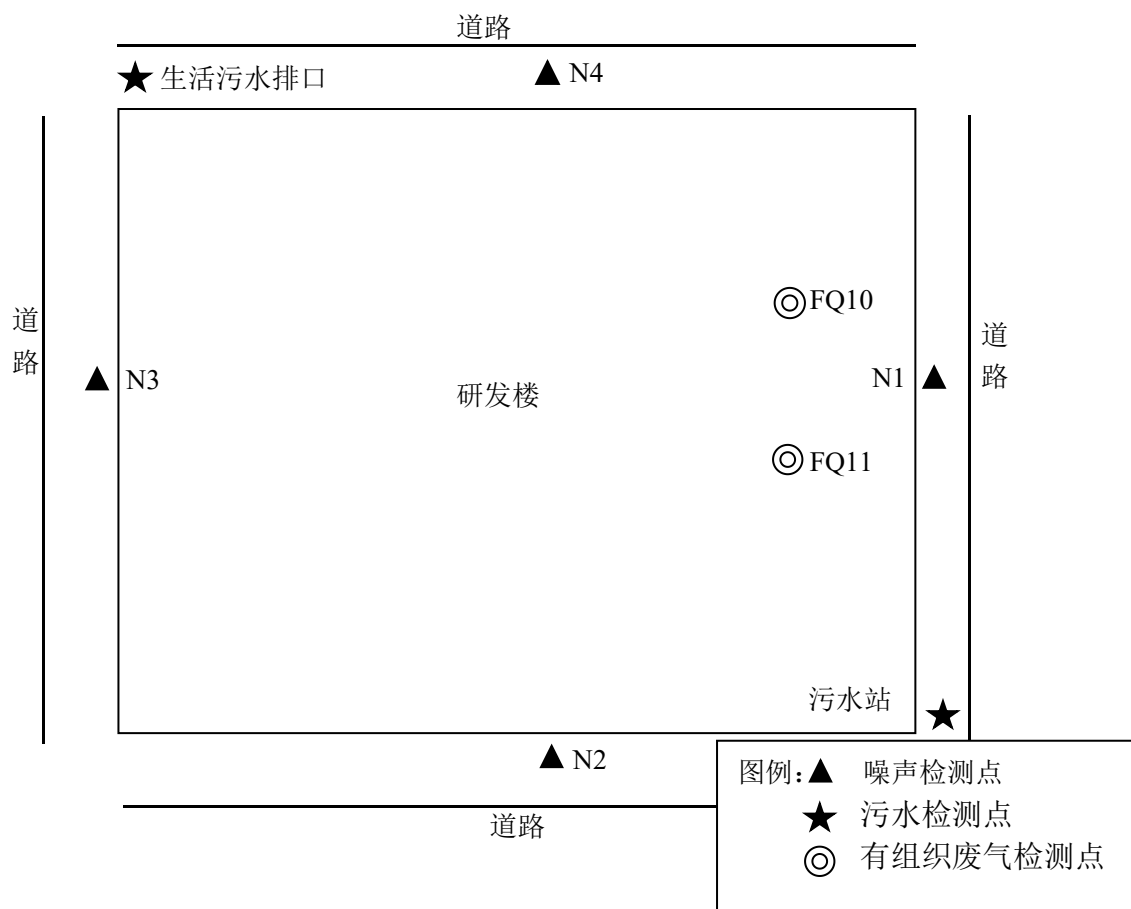 道路
生活污水排口
N4
FQ10
道
路
道
路
N3
研发楼
N1
FQ11
污水站
N2
图例：
噪声检测点
污水检测点
有组织废气检测点
道路